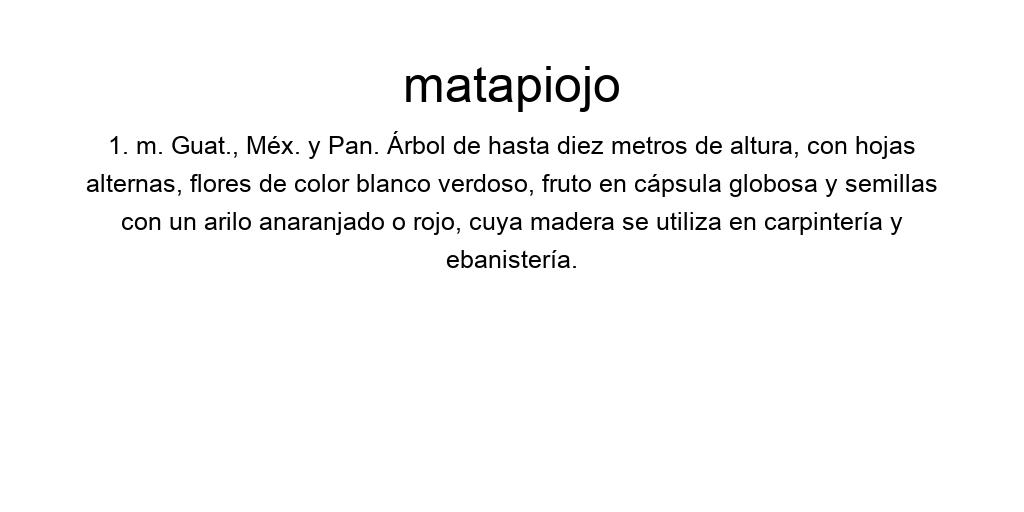 matapiojo
1. m. Guat., Méx. y Pan. Árbol de hasta diez metros de altura, con hojas
alternas, flores de color blanco verdoso, fruto en cápsula globosa y semillas
con un arilo anaranjado o rojo, cuya madera se utiliza en carpintería y
ebanistería.